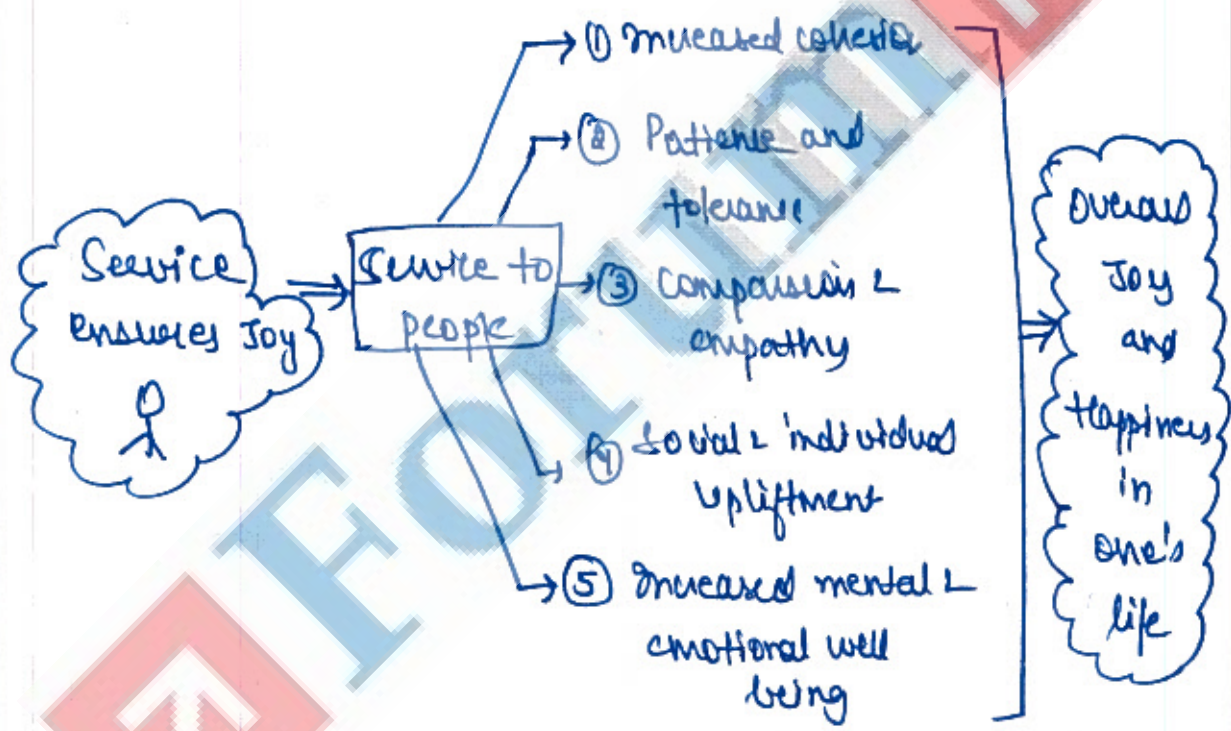 Service
ensures Joy
Service to
people
① Increased cohesion
② Patience and
tolerance
③ Compassion &
empathy
④ Social & individual
upliftment
⑤ Increased mental &
emotional well
being
Overall
Joy
and
Happiness
in
one's
life
Forum